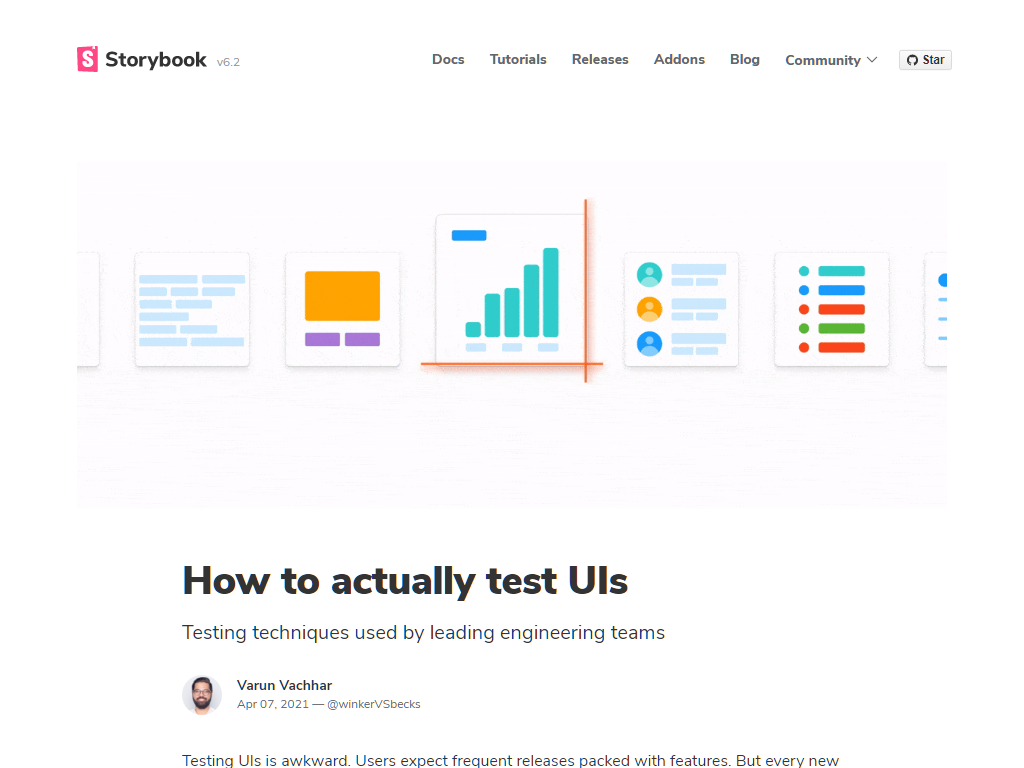 Storybook v6.2 Docs Tutorials Releases Addons Blog Community Star
How to actually test UIs
Testing techniques used by leading engineering teams
Varun Vachhar
Apr 07, 2021 — @winkerVSbecks
Testing UIs is awkward. Users expect frequent releases packed with features. But every new